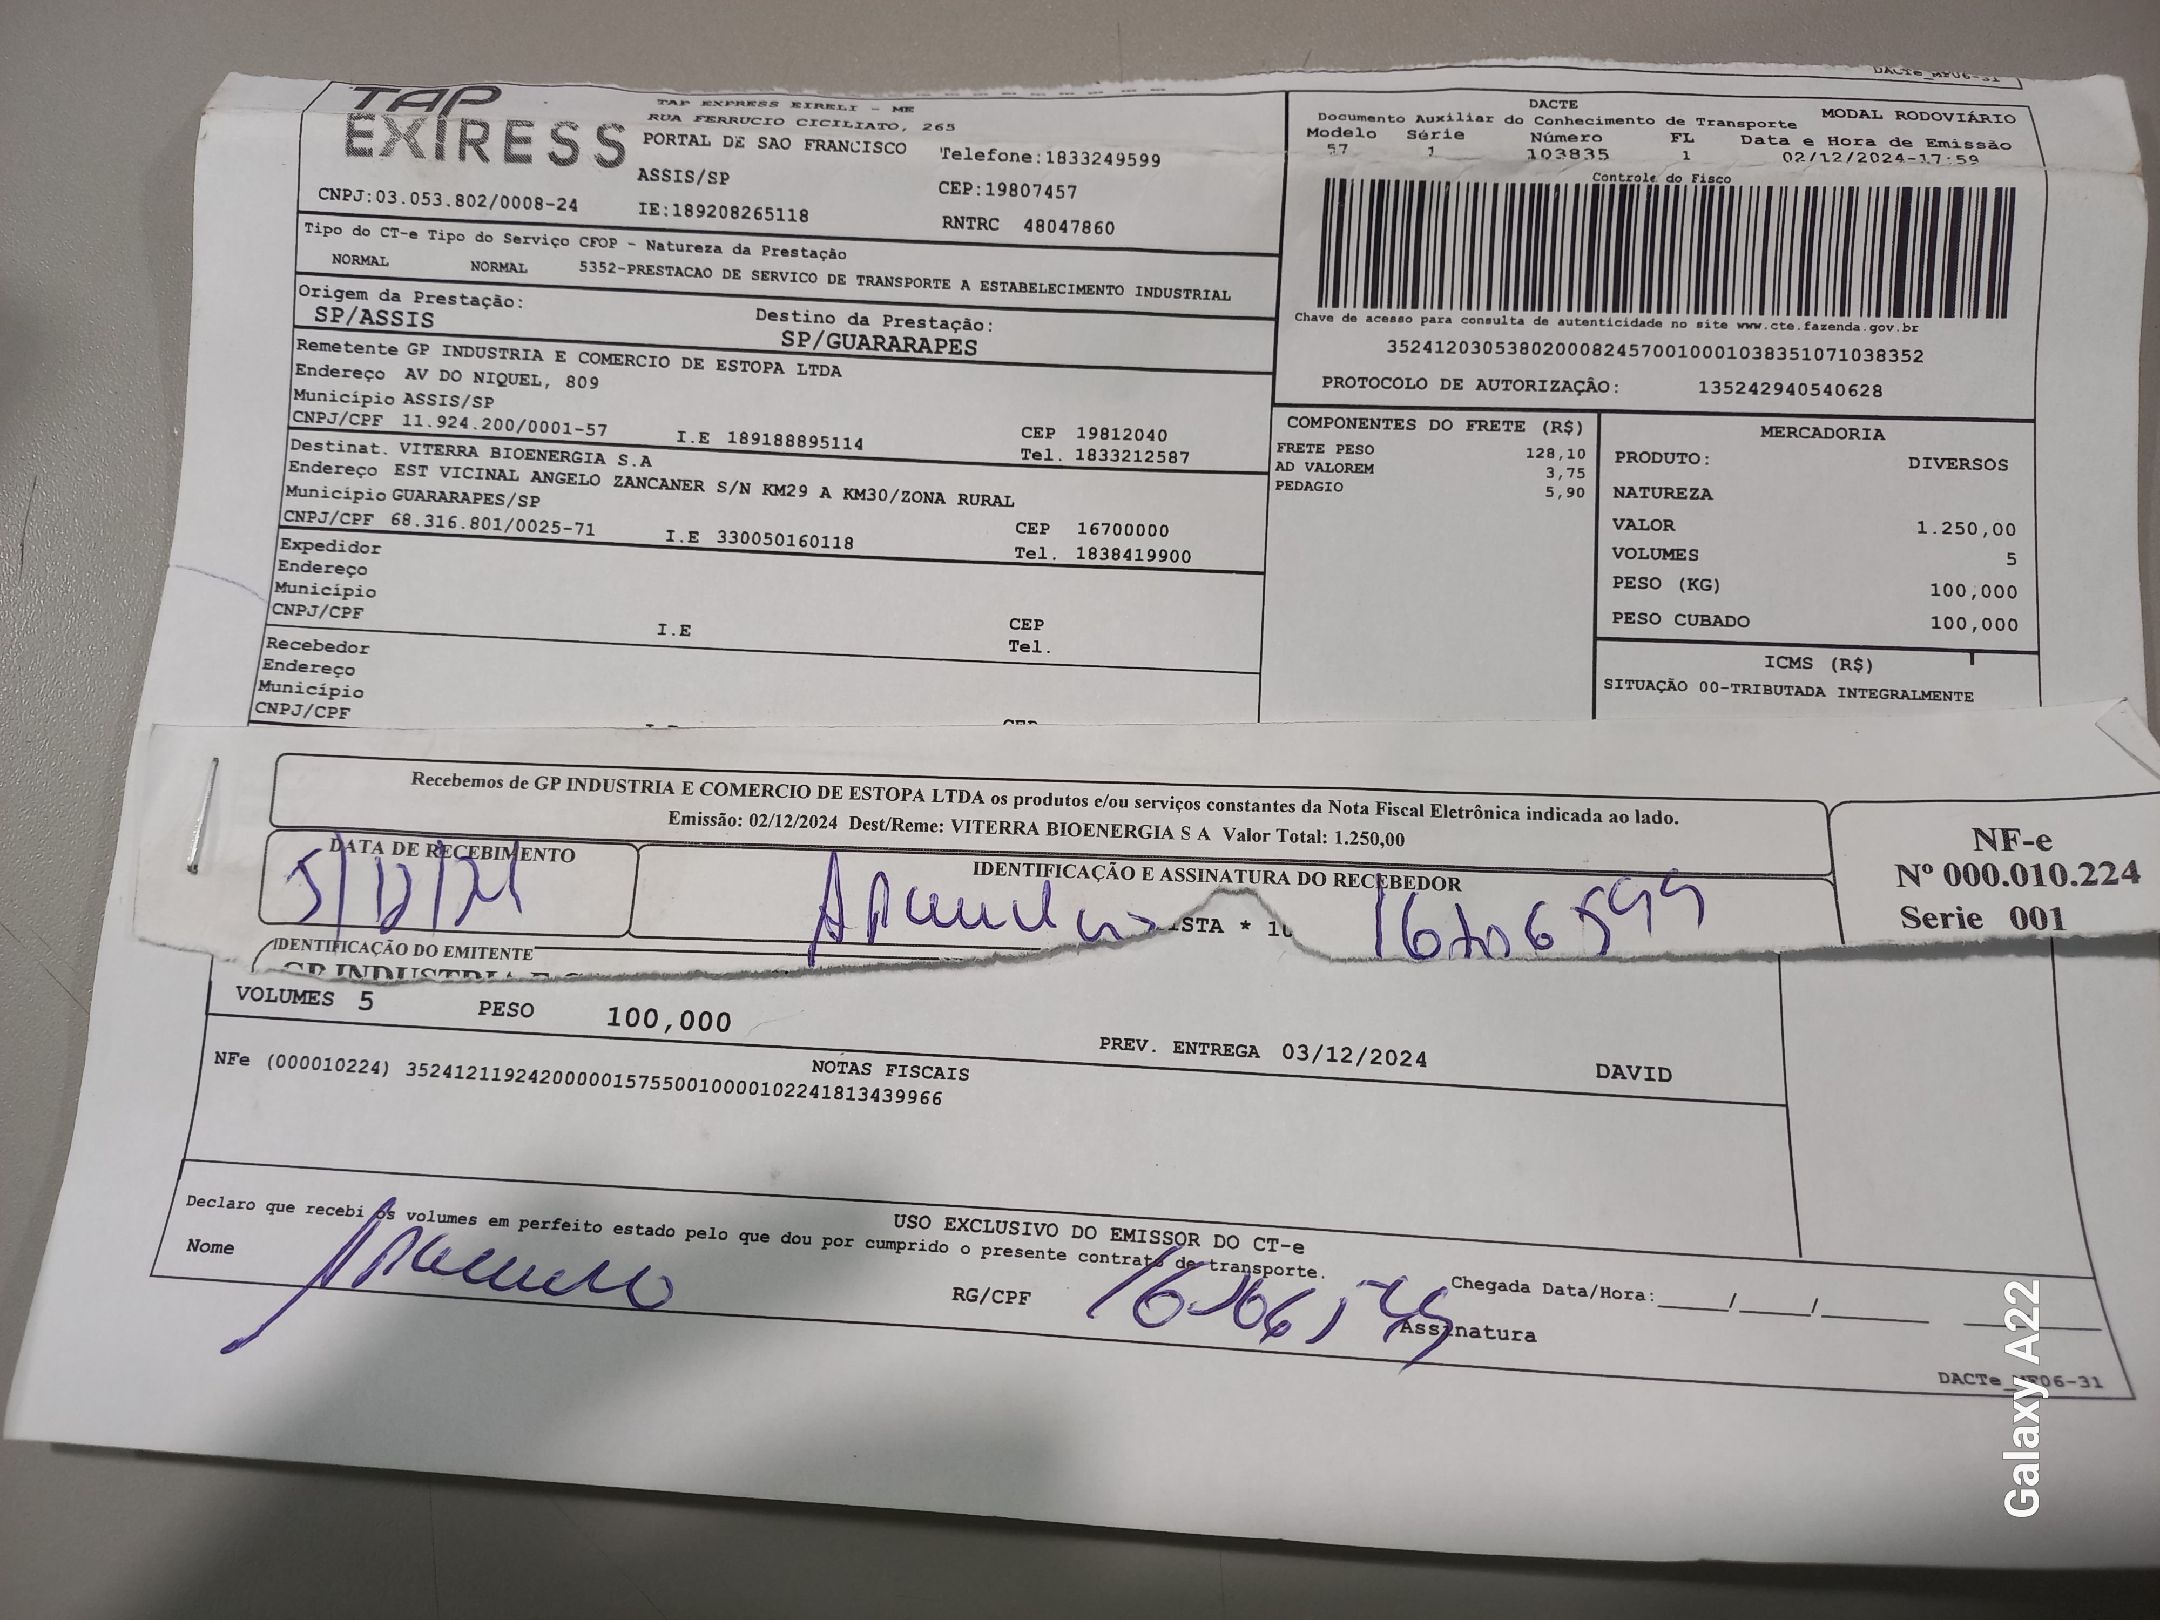 DACTe_MF06-31
TAP
EXPRESS
TAP EXPRESS EIRELI - ME
RUA FERRUCIO CICILIATO, 265
PORTAL DE SAO FRANCISCO Telefone:1833249599
ASSIS/SP CEP:19807457
CNPJ:03.053.802/0008-24 IE:189208265118 RNTRC 48047860
DACTE MODAL RODOVIÁRIO
Documento Auxiliar do Conhecimento de Transporte
Modelo Série Número FL Data e Hora de Emissão
57 1 103835 1 02/12/2024-17:59
Controle do Fisco
Chave de acesso para consulta de autenticidade no site www.cte.fazenda.gov.br
35241203053802000824570010001038351071038352
PROTOCOLO DE AUTORIZAÇÃO: 135242940540628
Tipo do CT-e Tipo do Serviço CFOP - Natureza da Prestação
NORMAL NORMAL 5352-PRESTACAO DE SERVICO DE TRANSPORTE A ESTABELECIMENTO INDUSTRIAL
Origem da Prestação: Destino da Prestação:
SP/ASSIS SP/GUARARAPES
Remetente GP INDUSTRIA E COMERCIO DE ESTOPA LTDA
Endereço AV DO NIQUEL, 809
Município ASSIS/SP CEP 19812040
CNPJ/CPF 11.924.200/0001-57 I.E 189188895114 Tel. 1833212587
Destinat. VITERRA BIOENERGIA S.A
Endereço EST VICINAL ANGELO ZANCANER S/N KM29 A KM30/ZONA RURAL
Município GUARARAPES/SP CEP 16700000
CNPJ/CPF 68.316.801/0025-71 I.E 330050160118 Tel. 1838419900
Expedidor
Endereço
Município CEP
CNPJ/CPF I.E Tel.
Recebedor
Endereço
Município
CNPJ/CPF
COMPONENTES DO FRETE (R$)
FRETE PESO 128,10
AD VALOREM 3,75
PEDAGIO 5,90
MERCADORIA
PRODUTO: DIVERSOS
NATUREZA
VALOR 1.250,00
VOLUMES 5
PESO (KG) 100,000
PESO CUBADO 100,000
ICMS (R$)
SITUAÇÃO 00-TRIBUTADA INTEGRALMENTE
Recebemos de GP INDUSTRIA E COMERCIO DE ESTOPA LTDA os produtos e/ou serviços constantes da Nota Fiscal Eletrônica indicada ao lado.
Emissão: 02/12/2024 Dest/Reme: VITERRA BIOENERGIA S A Valor Total: 1.250,00
DATA DE RECEBIMENTO IDENTIFICAÇÃO E ASSINATURA DO RECEBEDOR
5/12/24
NF-e
Nº 000.010.224
Serie 001
IDENTIFICAÇÃO DO EMITENTE
GP INDUSTRIA E
VOLUMES 5 PESO 100,000 PREV. ENTREGA 03/12/2024 DAVID
NOTAS FISCAIS
NFe (000010224) 35241211924200000157550010000102241813439966
USO EXCLUSIVO DO EMISSOR DO CT-e
Declaro que recebi os volumes em perfeito estado pelo que dou por cumprido o presente contrato de transporte.
Nome RG/CPF Assinatura Chegada Data/Hora:____/____/______
DACTe_MF06-31
Galaxy A22